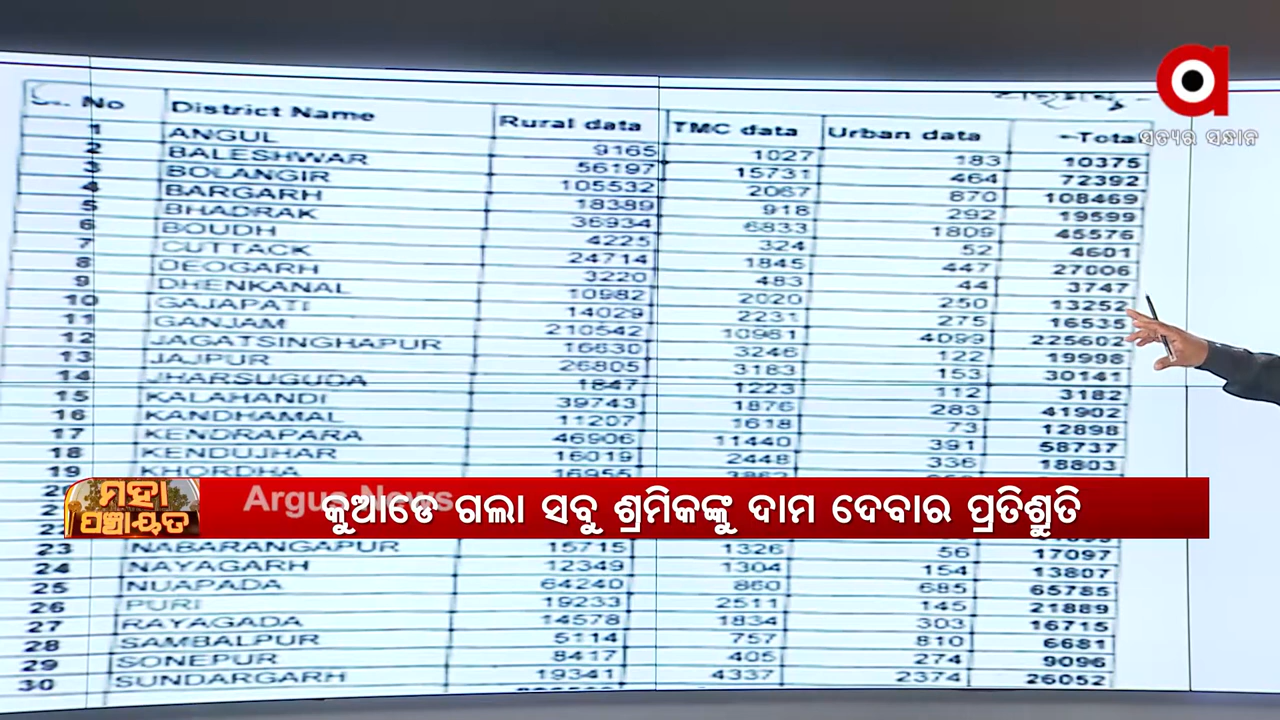 No District Name Rural data TMC data Urban data Total
ସତ୍ୟର ସନ୍ଧାନ
1 ANGUL 9165 1027 183 10375
2 BALESHWAR 56197 15731 464 72392
3 BOLANGIR 105532 2067 870 108469
4 BARGARH 18389 918 292 19599
5 BHADRAK 36934 6833 1809 45576
6 BOUDH 4225 324 52 4601
7 CUTTACK 24714 1845 447 27006
8 DEOGARH 3220 483 44 3747
9 DHENKANAL 10982 2020 250 13252
10 GAJAPATI 14029 2231 275 16535
11 GANJAM 210542 10961 4099 225602
12 JAGATSINGHAPUR 16630 3246 122 19998
13 JAJPUR 26805 3183 153 30141
14 JHARSUGUDA 1847 1223 112 3182
15 KALAHANDI 39743 1876 283 41902
16 KANDHAMAL 11207 1618 73 12898
17 KENDRAPARA 46906 11440 391 58737
18 KENDUJHAR 16019 2448 336 18803
19 KHORDHA 16955
ମହା ପଞ୍ଚାୟତ
Argus News
କୁଆଡେ ଗଲା ସବୁ ଶ୍ରମିକଙ୍କୁ ଦାମ ଦେବାର ପ୍ରତିଶ୍ରୁତି
23 NABARANGAPUR 15715 1326 56 17097
24 NAYAGARH 12349 1304 154 13807
25 NUAPADA 64240 860 685 65785
26 PURI 19233 2511 145 21889
27 RAYAGADA 14578 1834 303 16715
28 SAMBALPUR 5114 757 810 6681
29 SONEPUR 8417 405 274 9096
30 SUNDARGARH 19341 4337 2374 26052